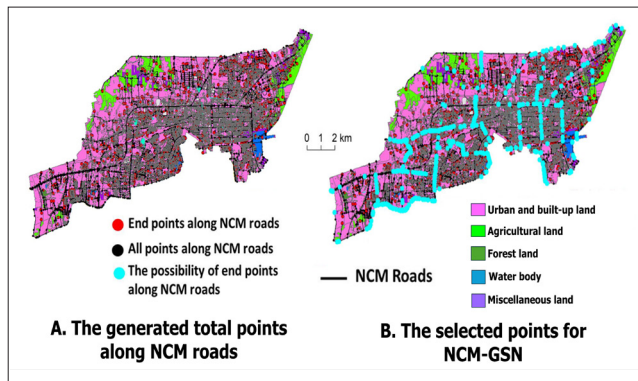 0 1 2 km
End points along NCM roads
All points along NCM roads
The possibility of end points
along NCM roads
NCM Roads
Urban and built-up land
Agricultural land
Forest land
Water body
Miscellaneous land
A. The generated total points
along NCM roads
B. The selected points for
NCM-GSN